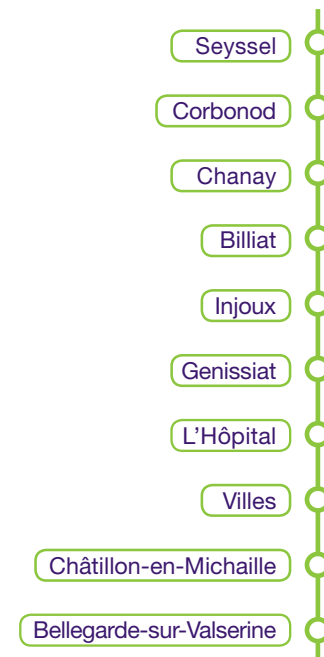 Seyssel
Corbonod
Chanay
Billiat
Injoux
Genissiat
L’Hôpital
Villes
Châtillon-en-Michaille
Bellegarde-sur-Valserine